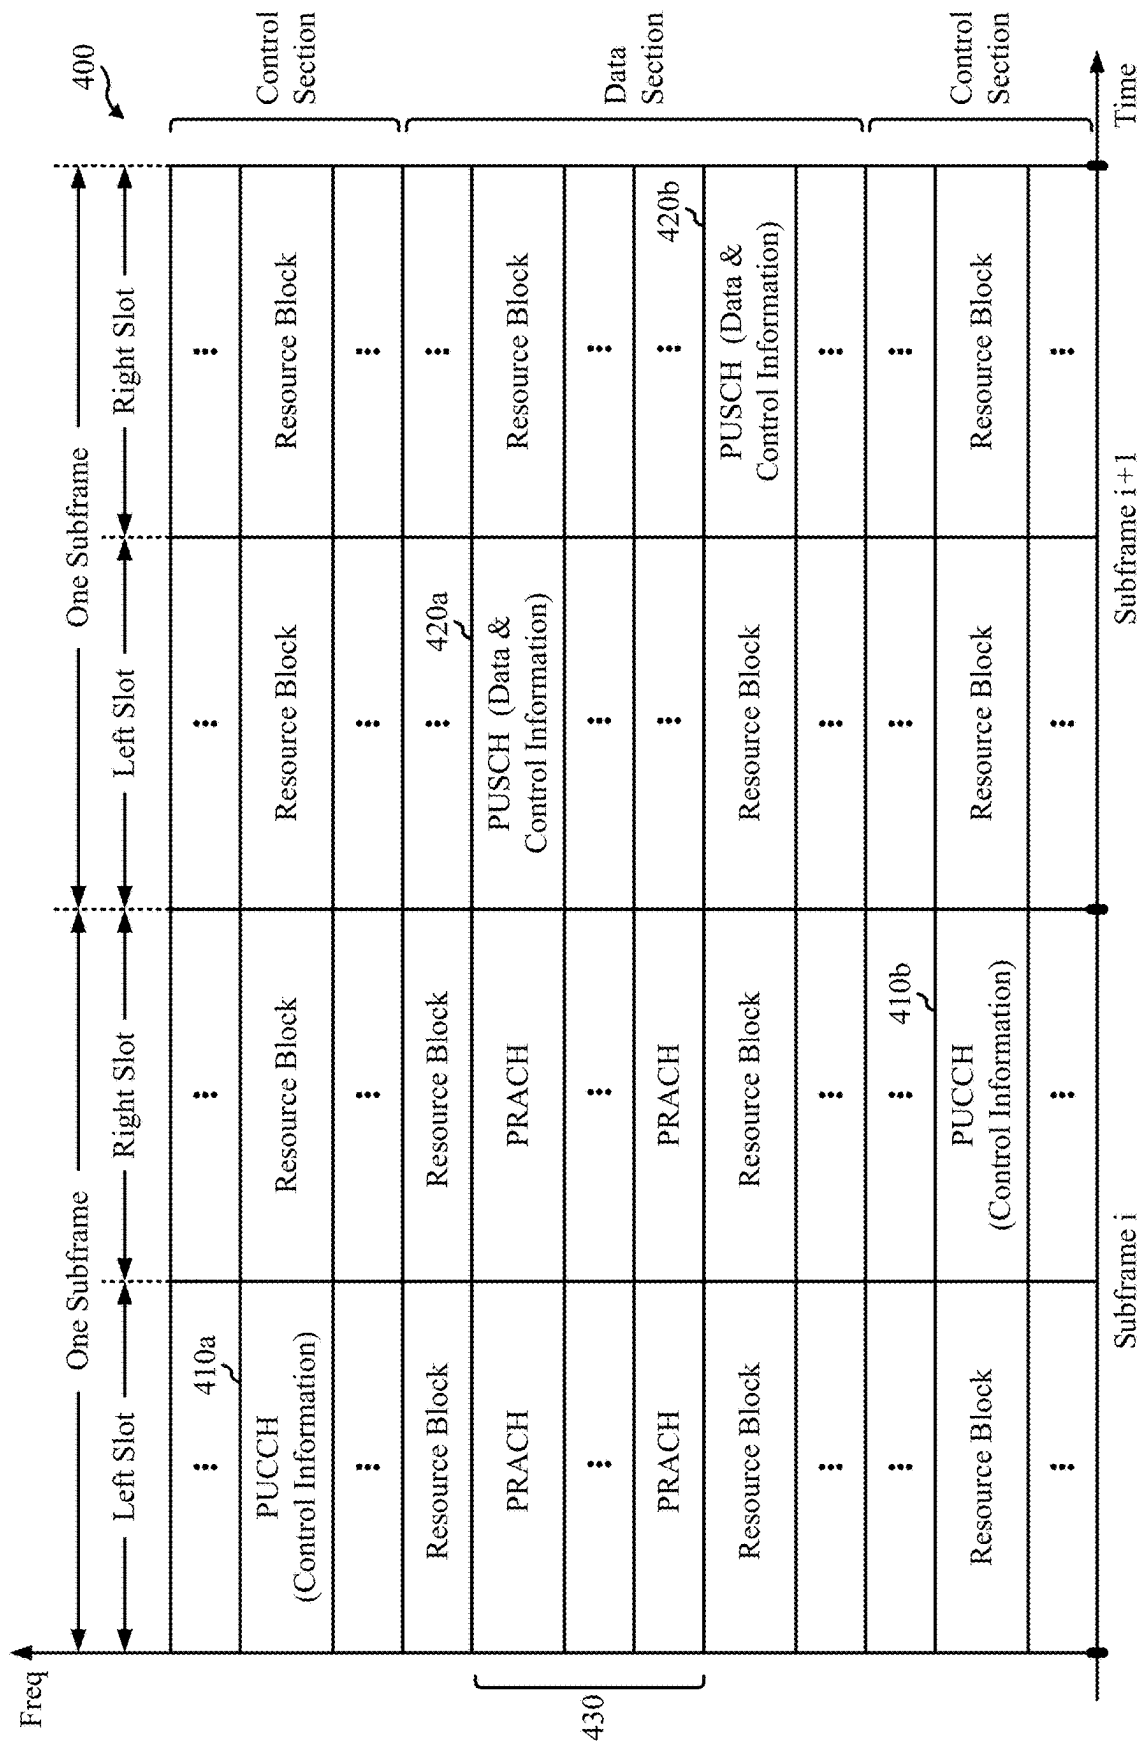 400
Freq
One Subframe
One Subframe
Left Slot
Right Slot
Left Slot
Right Slot
...
...
...
...
410a
PUCCH
(Control Information)
Resource Block
Resource Block
Resource Block
Control
Section
...
...
...
...
Resource Block
Resource Block
...
...
420a
PRACH
PRACH
PUSCH (Data &
Control Information)
Resource Block
430
...
...
...
...
Data
Section
PRACH
PRACH
...
...
420b
Resource Block
Resource Block
Resource Block
PUSCH (Data &
Control Information)
...
...
...
...
...
...
...
...
410b
Resource Block
PUCCH
(Control Information)
Resource Block
Resource Block
Control
Section
...
...
...
...
Subframe i
Subframe i+1
Time